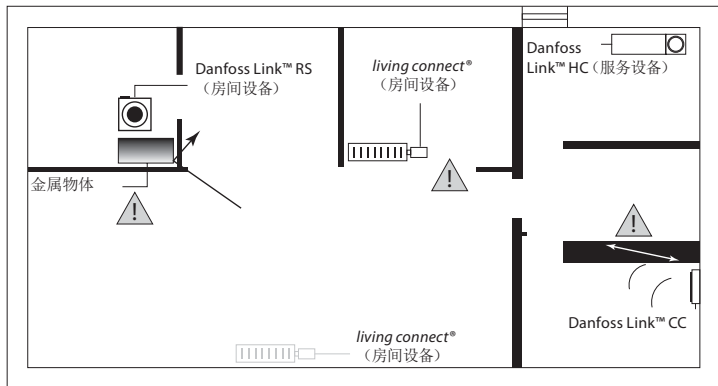 Danfoss Link™ RS
（房间设备）
living connect®
（房间设备）
Danfoss
Link™ HC（服务设备）
金属物体
!
!
!
Danfoss Link™ CC
living connect®
（房间设备）